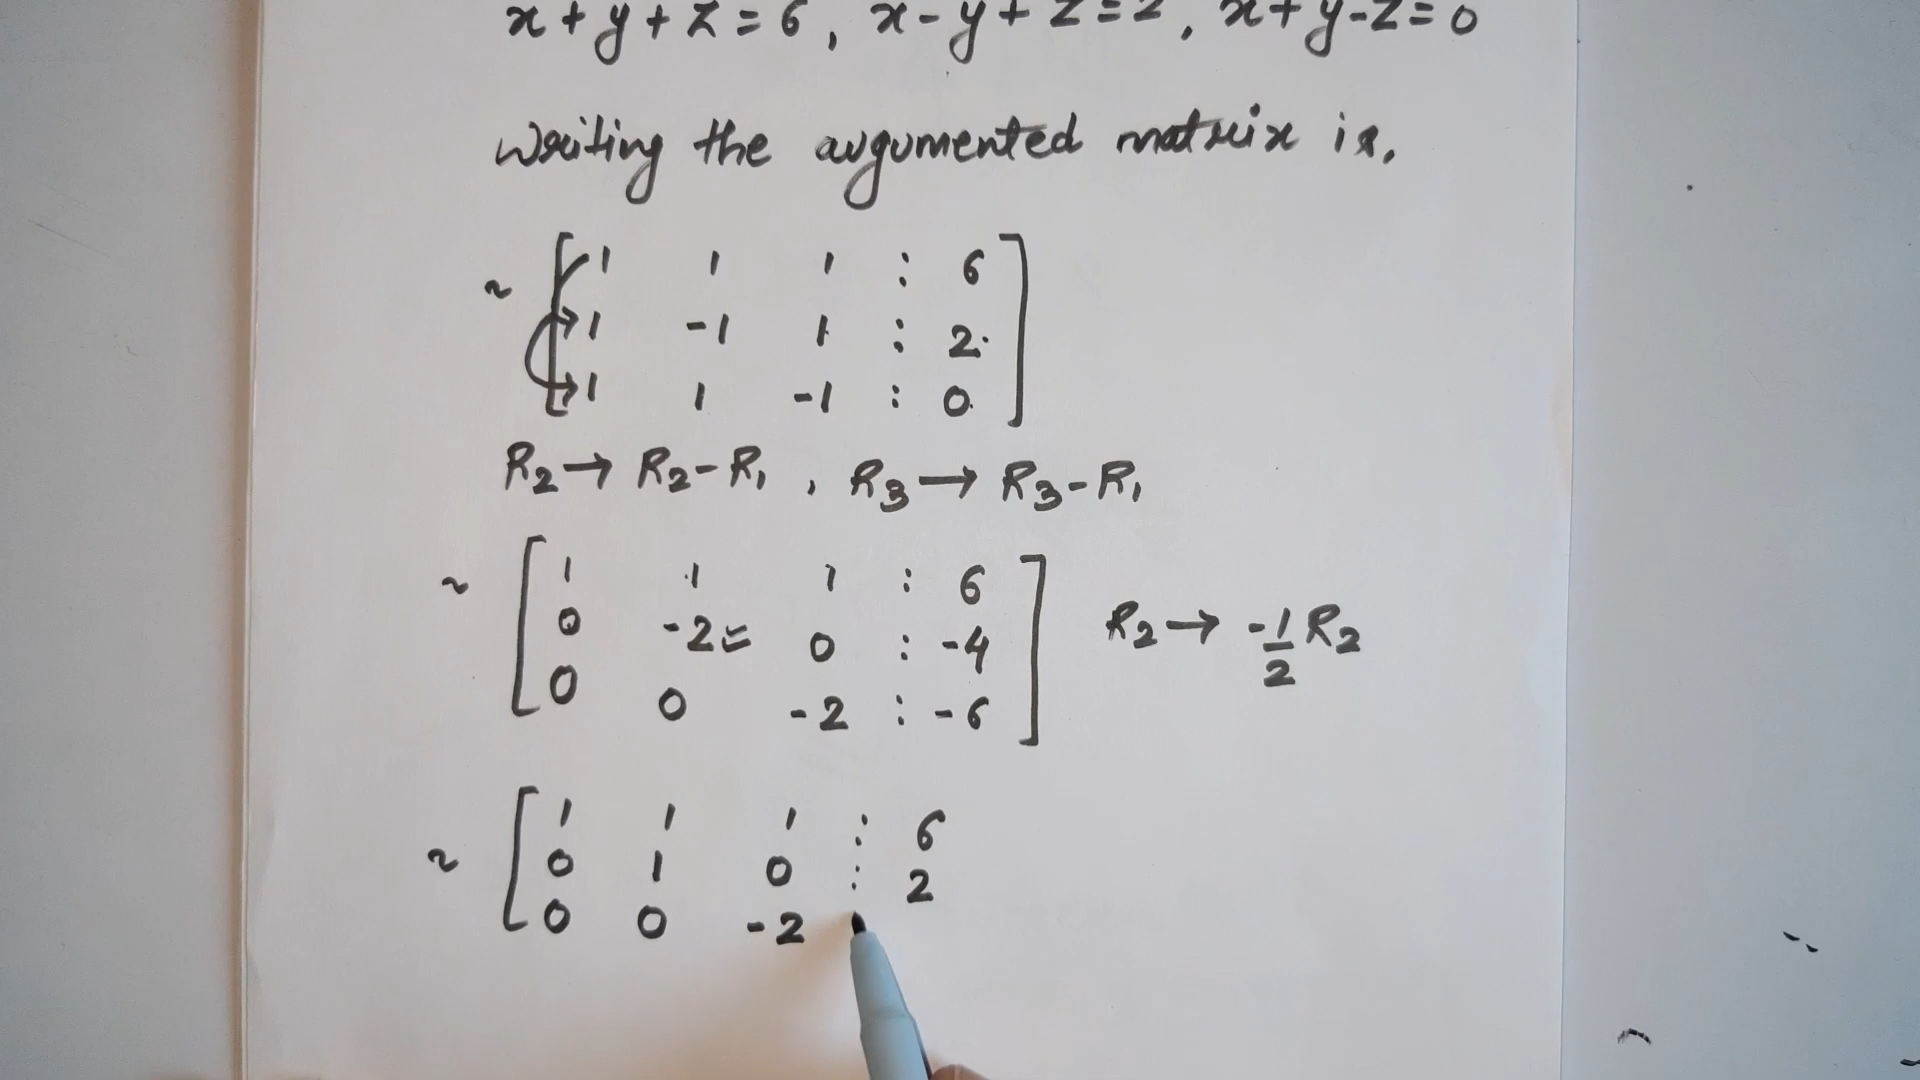 x + y + z = 6, x - y + z = 2, x + y - z = 0
Writing the augumented matrix is,
~ [ 1 1 1 : 6 ]
1 -1 1 : 2
1 1 -1 : 0
R2 → R2 - R1, R3 → R3 - R1
~ [ 1 1 1 : 6 ]
0 -2 0 : -4 R2 → -1/2 R2
0 0 -2 : -6
~ [ 1 1 1 : 6
0 1 0 : 2
0 0 -2